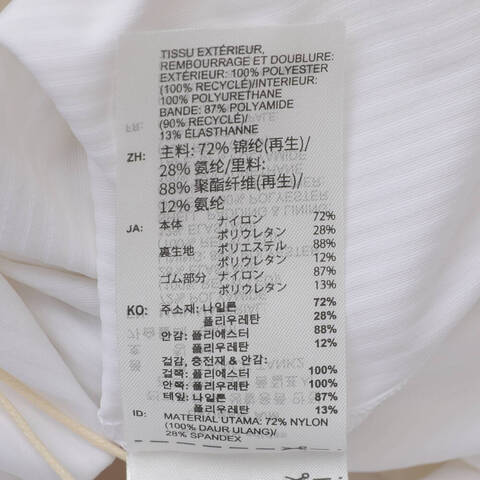 TISSU EXTÉRIEUR,
REMBOURRAGE ET DOUBLURE:
EXTÉRIEUR: 100% POLYESTER
(100% RECYCLÉ)/INTERIEUR:
100% POLYURETHANE
BANDE: 87% POLYAMIDE
(90% RECYCLÉ)/
13% ÉLASTHANNE
ZH: 主料: 72% 锦纶(再生)/
28% 氨纶/里料:
88% 聚酯纤维(再生)/
12% 氨纶
JA: 本体 ナイロン 72%
ポリウレタン 28%
裏生地 ポリエステル 88%
ポリウレタン 12%
ゴム部分 ナイロン 87%
ポリウレタン 13%
KO: 주소재: 나일론 72%
폴리우레탄 28%
안감: 폴리에스터 88%
폴리우레탄 12%
겉감, 충전재 & 안감:
겉쪽: 폴리에스터 100%
안쪽: 폴리우레탄 100%
테잎: 나일론 87%
폴리우레탄 13%
ID: MATERIAL UTAMA: 72% NYLON
(100% DAUR ULANG)/
28% SPANDEX